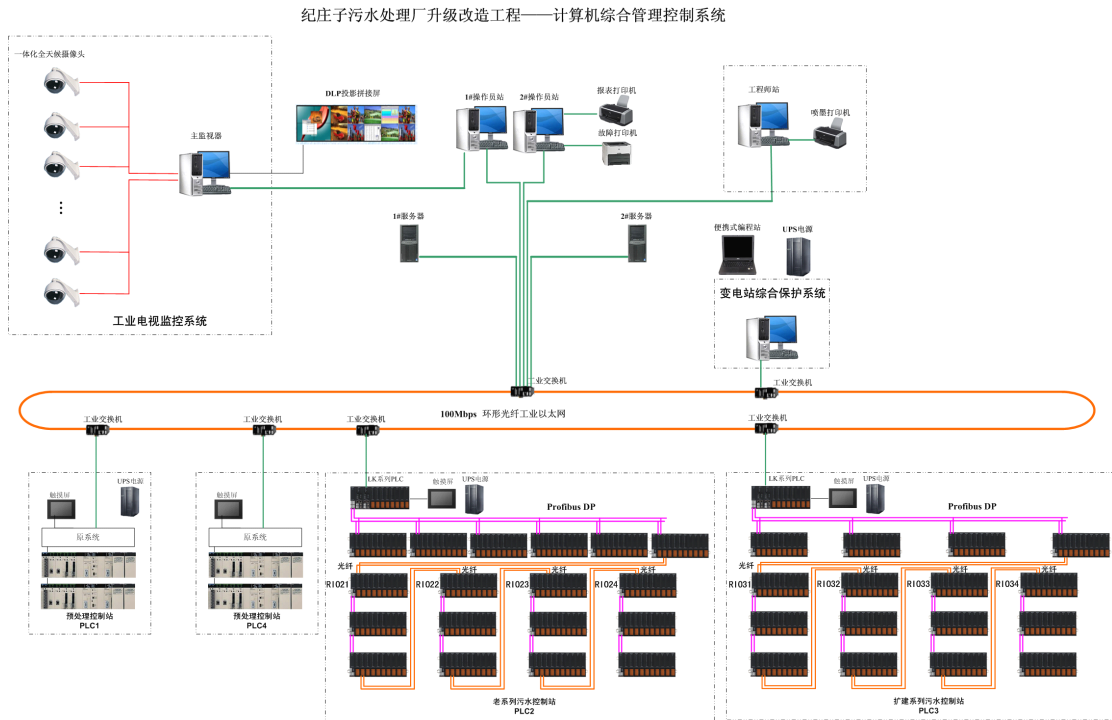 纪庄子污水处理厂升级改造工程——计算机综合管理控制系统
一体化全天候摄像头
主监视器
工业电视监控系统
DLP投影拼接屏
1#操作员站
2#操作员站
报表打印机
故障打印机
工程师站
喷墨打印机
1#服务器
2#服务器
便携式编程站
UPS电源
变电站综合保护系统
工业交换机
工业交换机
100Mbps 环形光纤工业以太网
工业交换机
工业交换机
工业交换机
工业交换机
触摸屏
UPS电源
原系统
预处理控制站
PLC1
触摸屏
原系统
预处理控制站
PLC4
LK系列PLC
触摸屏
UPS电源
Profibus DP
光纤
光纤
光纤
光纤
RIO21
RIO22
RIO23
RIO24
老系列污水控制站
PLC2
LK系列PLC
触摸屏
UPS电源
Profibus DP
光纤
光纤
光纤
光纤
RIO31
RIO32
RIO33
RIO34
扩建系列污水控制站
PLC3